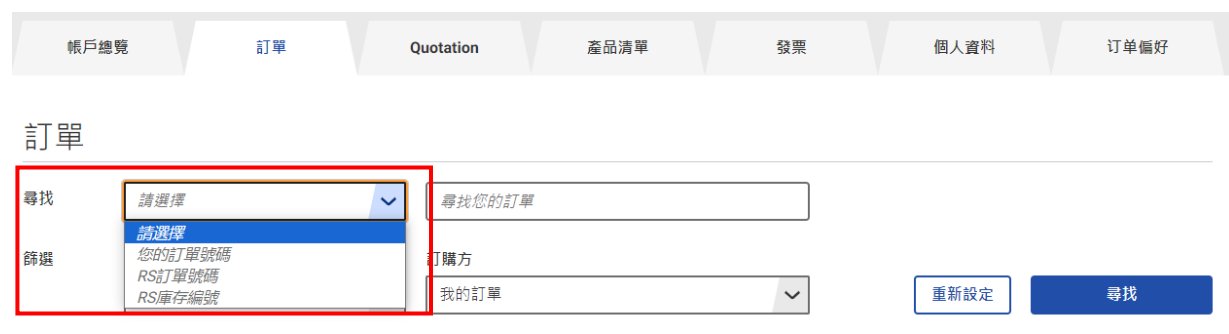 帳戶總覽 訂單 Quotation 產品清單 發票 個人資料 订单偏好
訂單
尋找 請選擇 尋找您的訂單
請選擇
您的訂單號碼
RS訂單號碼
RS庫存編號
篩選 訂購方
我的訂單 重新設定 尋找